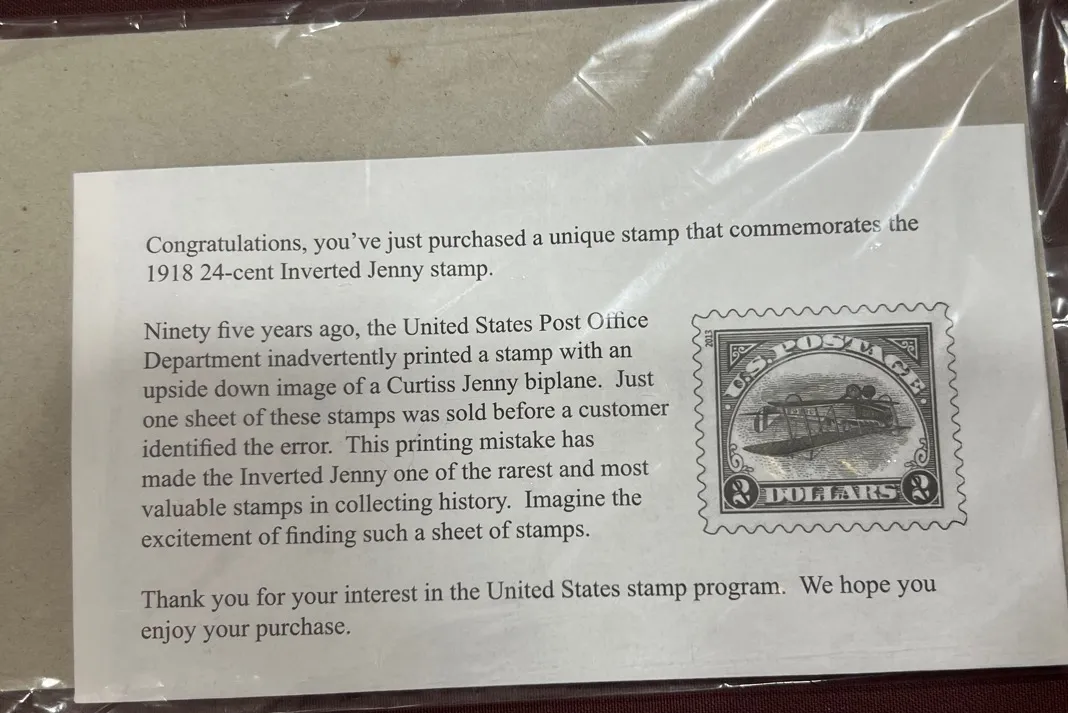 Congratulations, you've just purchased a unique stamp that commemorates the
1918 24-cent Inverted Jenny stamp.
Ninety five years ago, the United States Post Office
Department inadvertently printed a stamp with an
upside down image of a Curtiss Jenny biplane.  Just
one sheet of these stamps was sold before a customer
identified the error.  This printing mistake has
made the Inverted Jenny one of the rarest and most
valuable stamps in collecting history.  Imagine the
excitement of finding such a sheet of stamps.
2013
U.S. POSTAGE
2 DOLLARS 2
Thank you for your interest in the United States stamp program.  We hope you
enjoy your purchase.